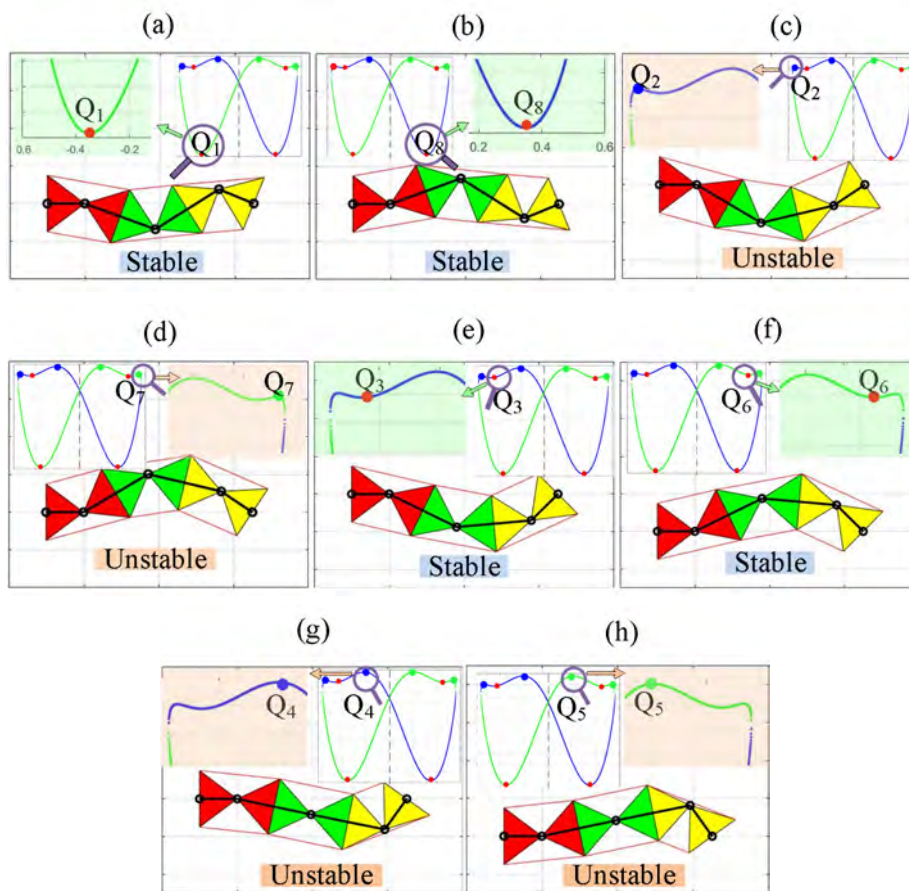 (a)
(b)
(c)
Q1
Q1
0.6
-0.4
-0.2
Stable
Q8
Q8
0.2
0.4
0.6
Stable
Q2
Q2
Unstable
(d)
(e)
(f)
Q7
Q7
Unstable
Q3
Q3
Stable
Q6
Q6
Stable
(g)
(h)
Q4
Q4
Unstable
Q5
Q5
Unstable